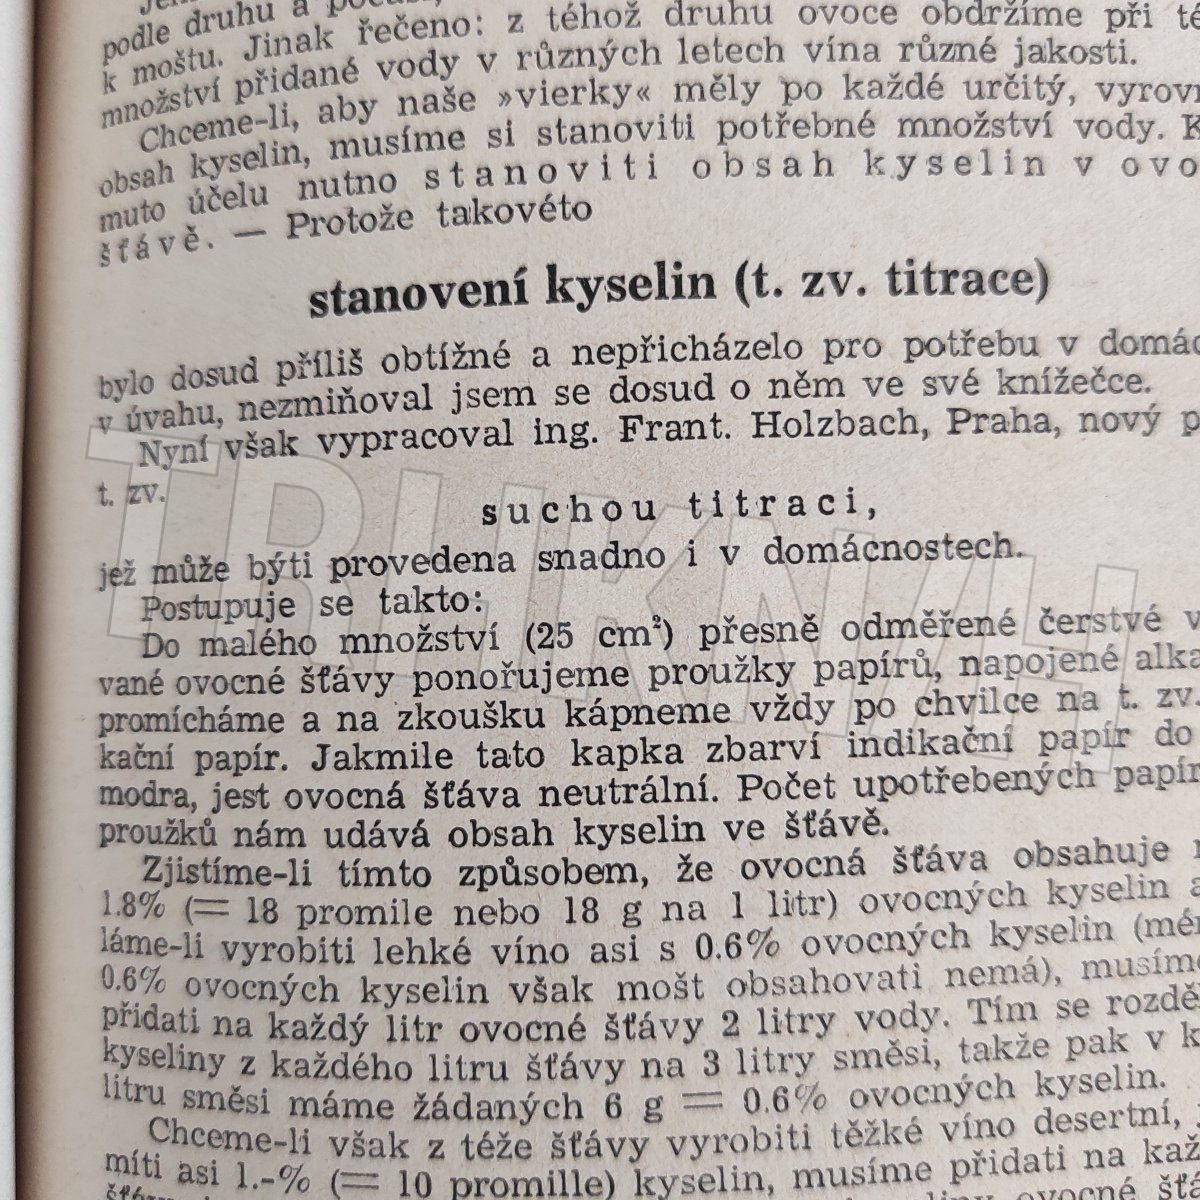 podle druhu a
k moštu. Jinak řečeno: z téhož druhu ovoce obdržíme při
množství přidané vody v různých letech vína různé jakosti.
Chceme-li, aby naše »vierky« měly po každé určitý, vyrov
obsah kyselin, musíme si stanoviti potřebné množství vody. K
muto účelu nutno stanoviti obsah kyselin v ovo
šťávě. — Protože takovéto
stanovení kyselin (t. zv. titrace)
bylo dosud příliš obtížné a nepřicházelo pro potřebu v domác
v úvahu, nezmiňoval jsem se dosud o něm ve své knížečce.
Nyní však vypracoval ing. Frant. Holzbach, Praha, nový p
t. zv.
suchou titraci,
jež může býti provedena snadno i v domácnostech.
Postupuje se takto:
Do malého množství (25 cm²) přesně odměřené čerstvé v
vané ovocné šťávy ponořujeme proužky papírů, napojené alka
promícháme a na zkoušku kápneme vždy po chvilce na t. zv.
kační papír. Jakmile tato kapka zbarví indikační papír do
modra, jest ovocná šťáva neutrální. Počet upotřebených papír
proužků nám udává obsah kyselin ve šťávě.
Zjistíme-li tímto způsobem, že ovocná šťáva obsahuje
1.8% (= 18 promile nebo 18 g na 1 litr) ovocných kyselin a
láme-li vyrobiti lehké víno asi s 0.6% ovocných kyselin (mé
0.6% ovocných kyselin však mošt obsahovati nemá), musíme
přidati na každý litr ovocné šťávy 2 litry vody. Tím se rozděl
kyseliny z každého litru šťávy na 3 litry směsi, takže pak v k
litru směsi máme žádaných 6 g = 0.6% ovocných kyselin.
Chceme-li však z téže šťávy vyrobiti těžké víno desertní,
míti asi 1.-% (= 10 promille) kyselin, musíme přidati na kaž
ovocné